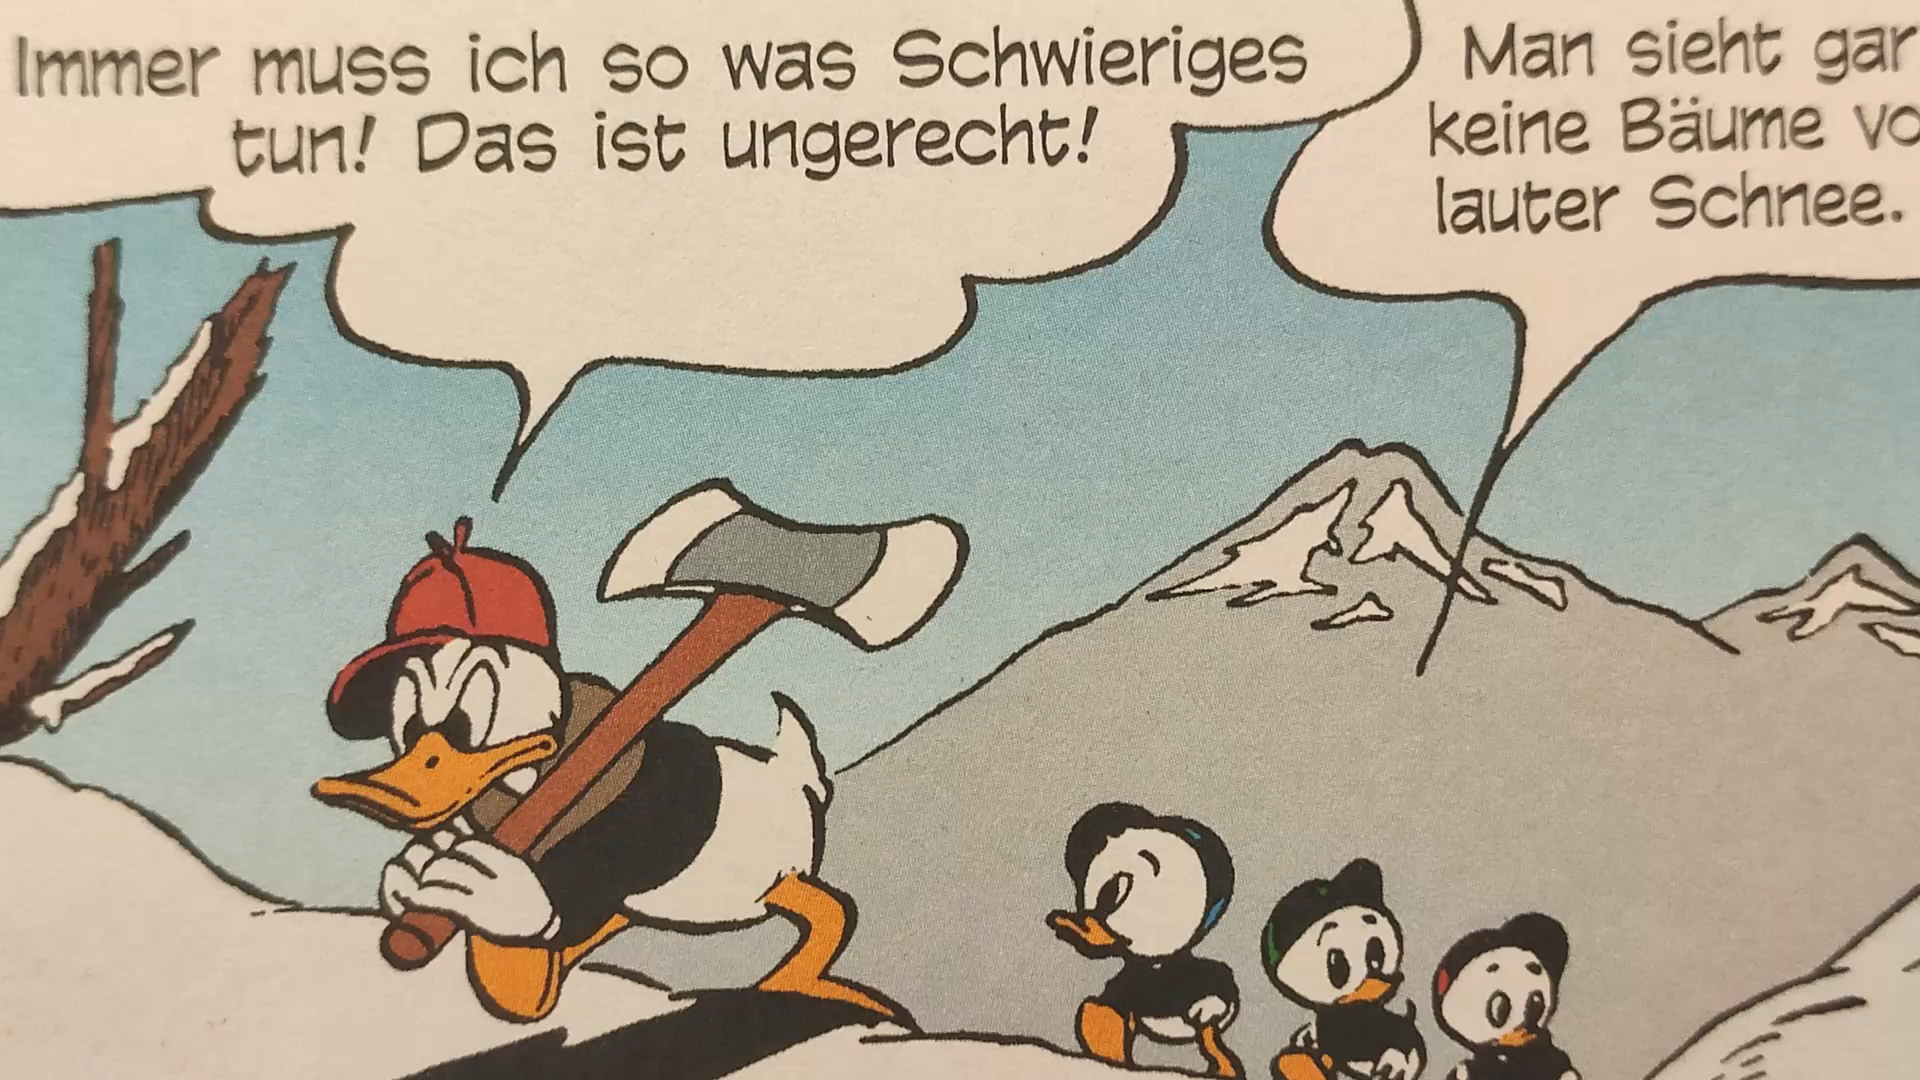 Immer muss ich so was Schwieriges
tun! Das ist ungerecht!
Man sieht gar
keine Bäume
lauter Schnee.